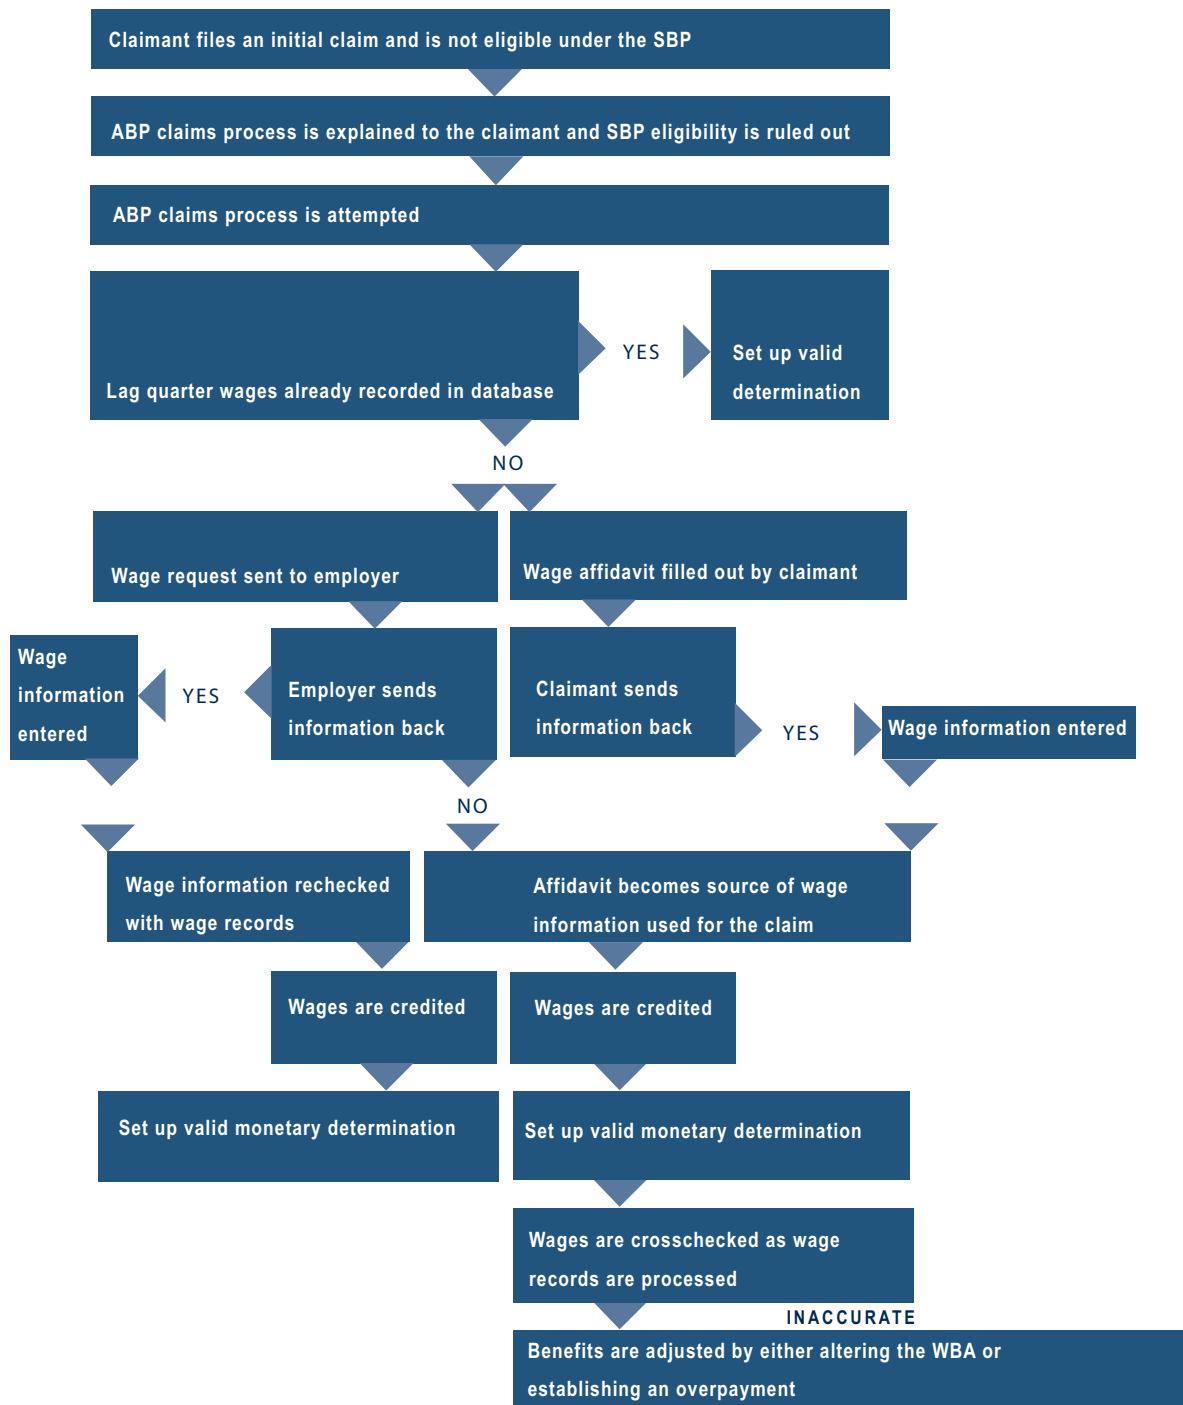 Claimant files an initial claim and is not eligible under the SBP
ABP claims process is explained to the claimant and SBP eligibility is ruled out
ABP claims process is attempted
Lag quarter wages already recorded in database
YES
Set up valid
determination
NO
Wage request sent to employer
Wage affidavit filled out by claimant
Wage
information
entered
YES
Employer sends
information back
Claimant sends
information back
YES
Wage information entered
NO
Wage information rechecked
with wage records
Affidavit becomes source of wage
information used for the claim
Wages are credited
Wages are credited
Set up valid monetary determination
Set up valid monetary determination
Wages are crosschecked as wage
records are processed
INACCURATE
Benefits are adjusted by either altering the WBA or
establishing an overpayment